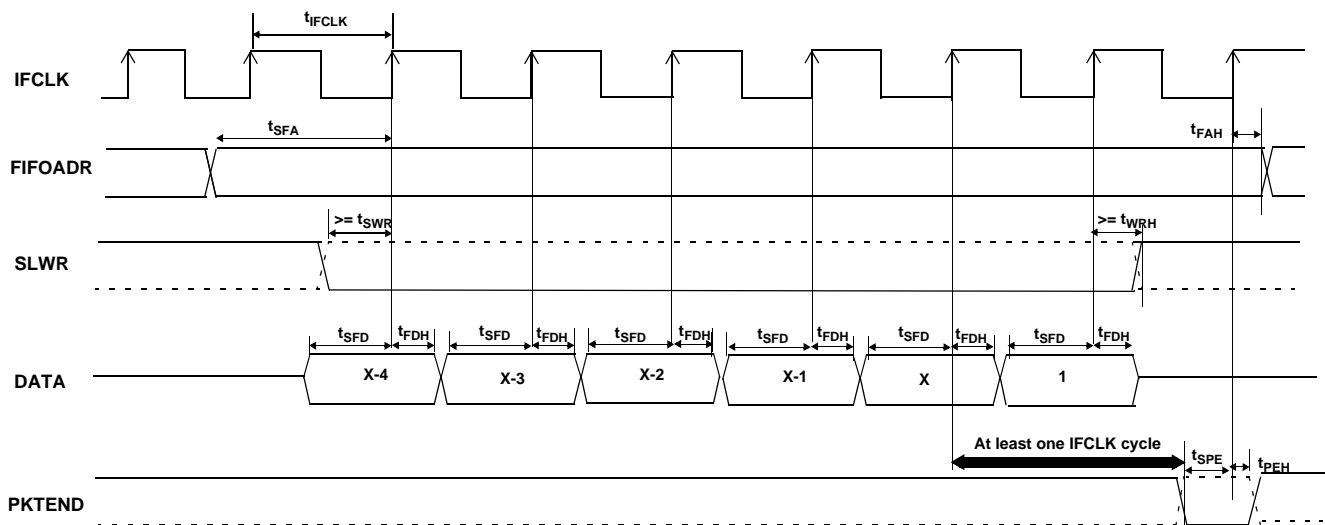 tIFCLK
IFCLK
tSFA
tFAH
FIFOADR
>= tSWR
>= tWRH
SLWR
tSFD tFDH tSFD tFDH tSFD tFDH tSFD tFDH tSFD tFDH tSFD tFDH
DATA
X-4 X-3 X-2 X-1 X 1
At least one IFCLK cycle
tSPE
tPEH
PKTEND